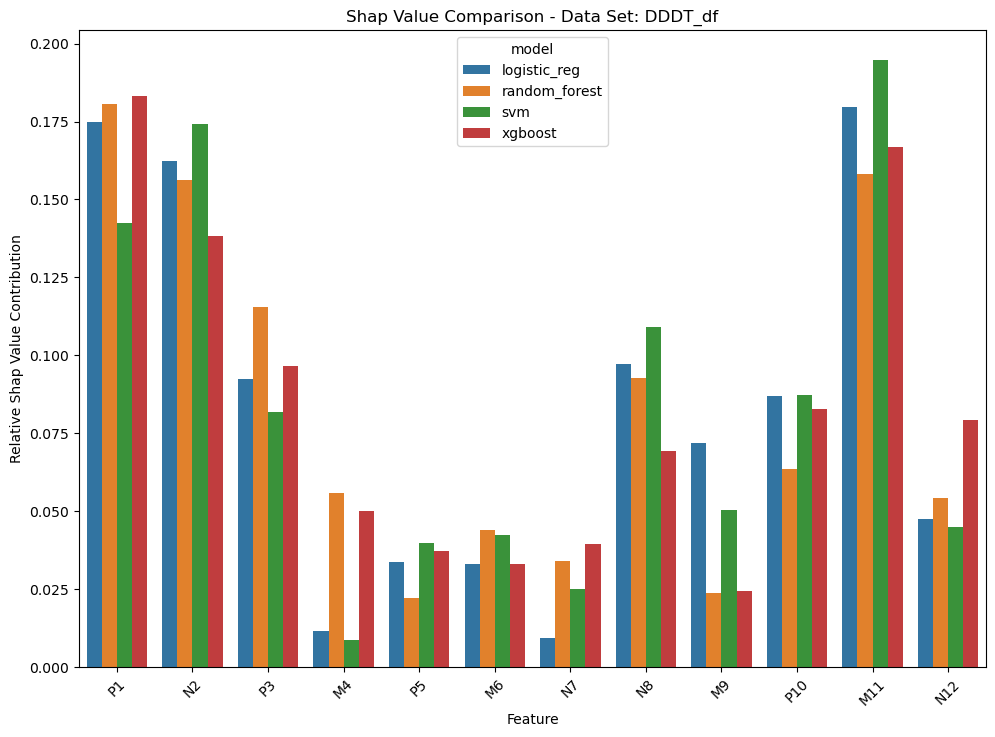 Shap Value Comparison - Data Set: DDDT_df
model
logistic_reg
random_forest
svm
xgboost
Relative Shap Value Contribution
0.200
0.175
0.150
0.125
0.100
0.075
0.050
0.025
0.000
P1 N2 P3 M4 P5 M6 N7 N8 M9 P10 M11 N12
Feature